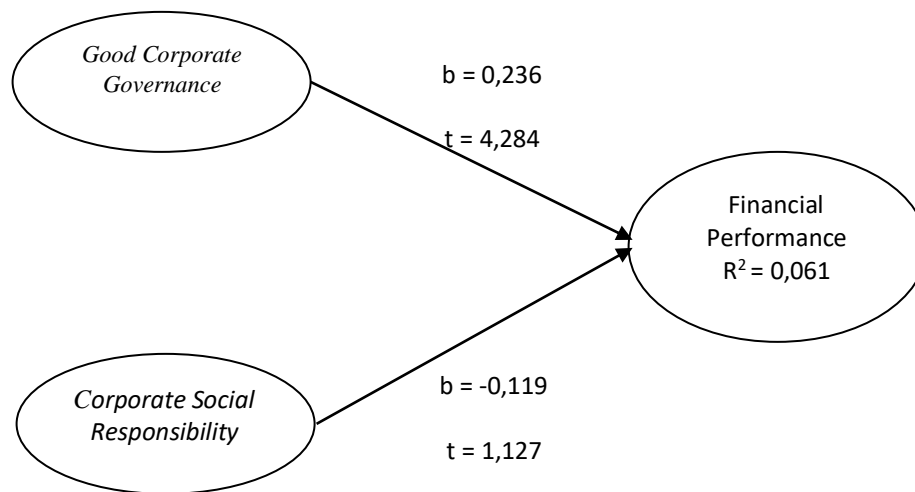 Good Corporate
Governance
b = 0,236
t = 4,284
Financial
Performance
R² = 0,061
Corporate Social
Responsibility
b = -0,119
t = 1,127